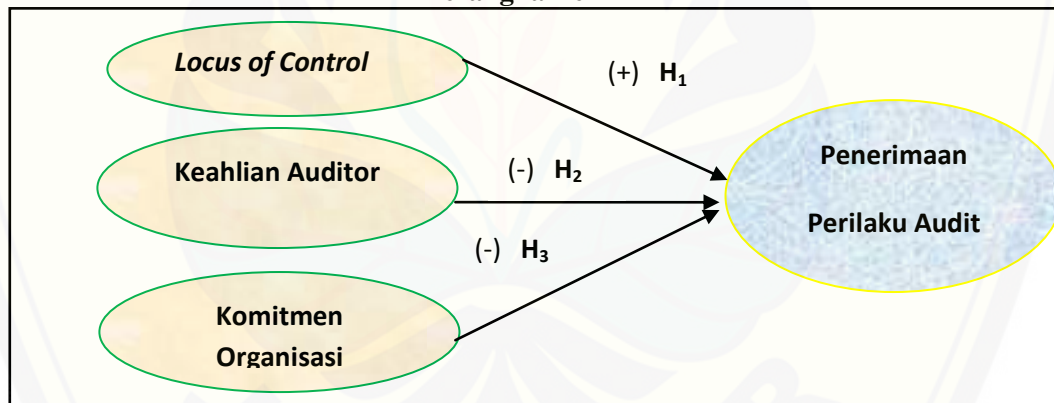 Locus of Control
(+) H₁
Keahlian Auditor
(-) H₂
Penerimaan
Perilaku Audit
(-) H₃
Komitmen
Organisasi